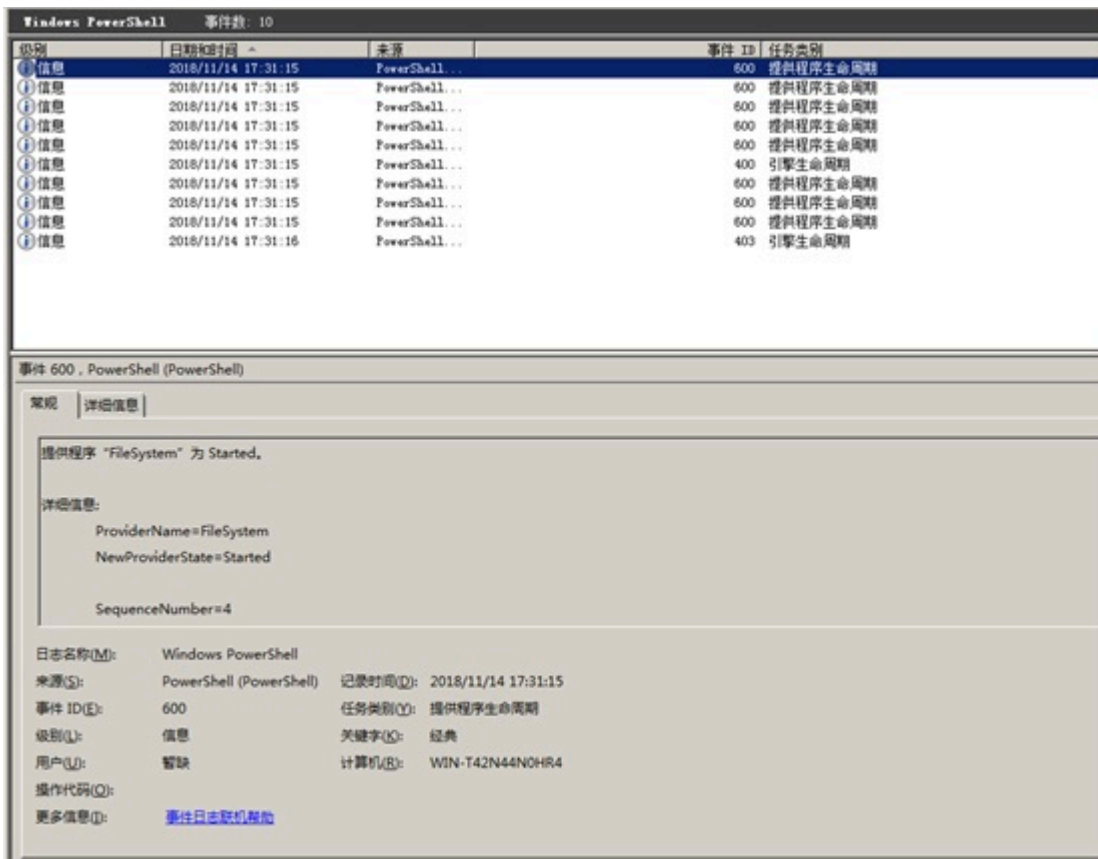 Windows PowerShell 事件数: 10
级别 日期和时间 来源 事件 ID 任务类别
信息 2018/11/14 17:31:15 PowerShell... 600 提供程序生命周期
信息 2018/11/14 17:31:15 PowerShell... 600 提供程序生命周期
信息 2018/11/14 17:31:15 PowerShell... 600 提供程序生命周期
信息 2018/11/14 17:31:15 PowerShell... 600 提供程序生命周期
信息 2018/11/14 17:31:15 PowerShell... 600 提供程序生命周期
信息 2018/11/14 17:31:15 PowerShell... 400 引擎生命周期
信息 2018/11/14 17:31:15 PowerShell... 600 提供程序生命周期
信息 2018/11/14 17:31:15 PowerShell... 600 提供程序生命周期
信息 2018/11/14 17:31:15 PowerShell... 600 提供程序生命周期
信息 2018/11/14 17:31:16 PowerShell... 403 引擎生命周期
事件 600，PowerShell (PowerShell)
常规 详细信息
提供程序 "FileSystem" 为 Started。
详细信息:
ProviderName=FileSystem
NewProviderState=Started
SequenceNumber=4
日志名称(M): Windows PowerShell
来源(S): PowerShell (PowerShell) 记录时间(D): 2018/11/14 17:31:15
事件 ID(E): 600 任务类别(Y): 提供程序生命周期
级别(L): 信息 关键字(K): 经典
用户(U): 暂缺 计算机(R): WIN-T42N44N0HR4
操作代码(O):
更多信息(I): 事件日志联机帮助